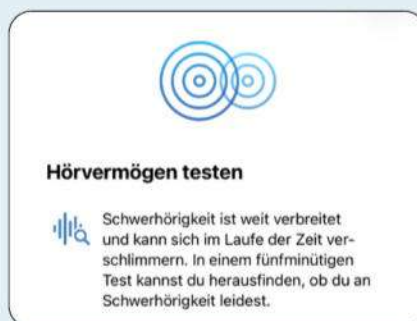 Hörvermögen testen
Schwerhörigkeit ist weit verbreitet
und kann sich im Laufe der Zeit ver-
schlimmern. In einem fünfminütigen
Test kannst du herausfinden, ob du an
Schwerhörigkeit leidest.